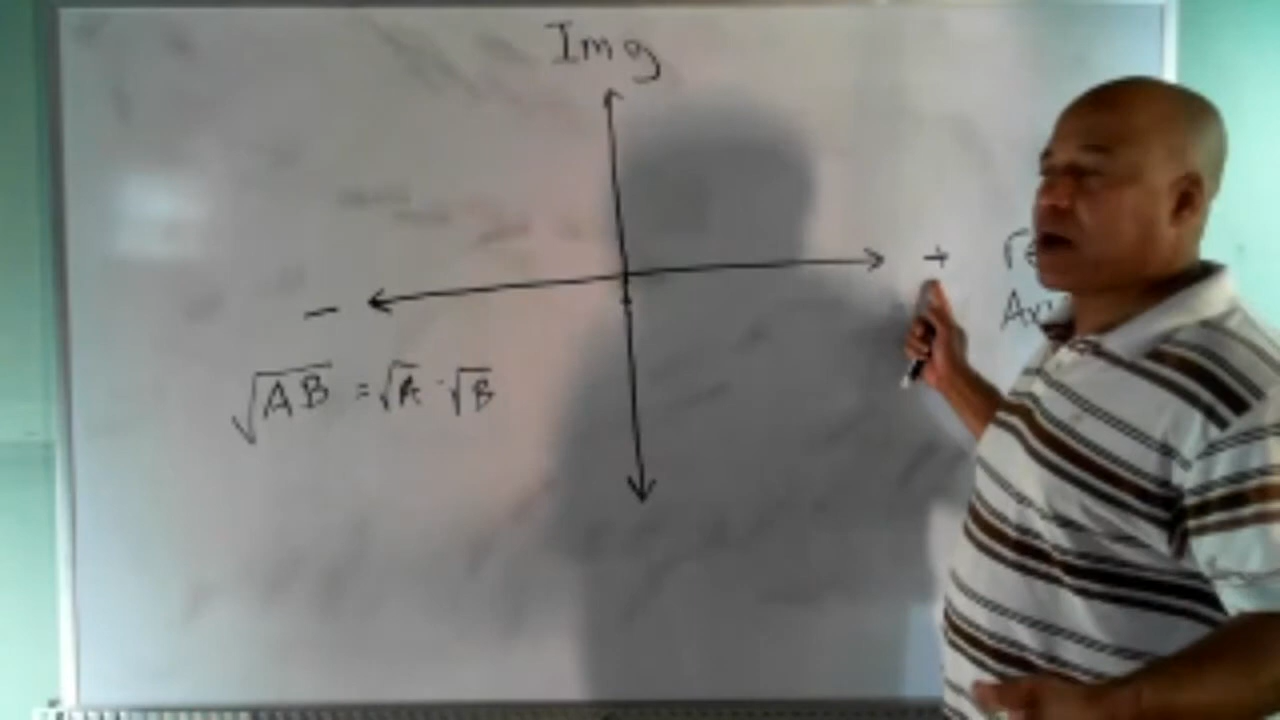 Img
+
−
√AB = √A · √B